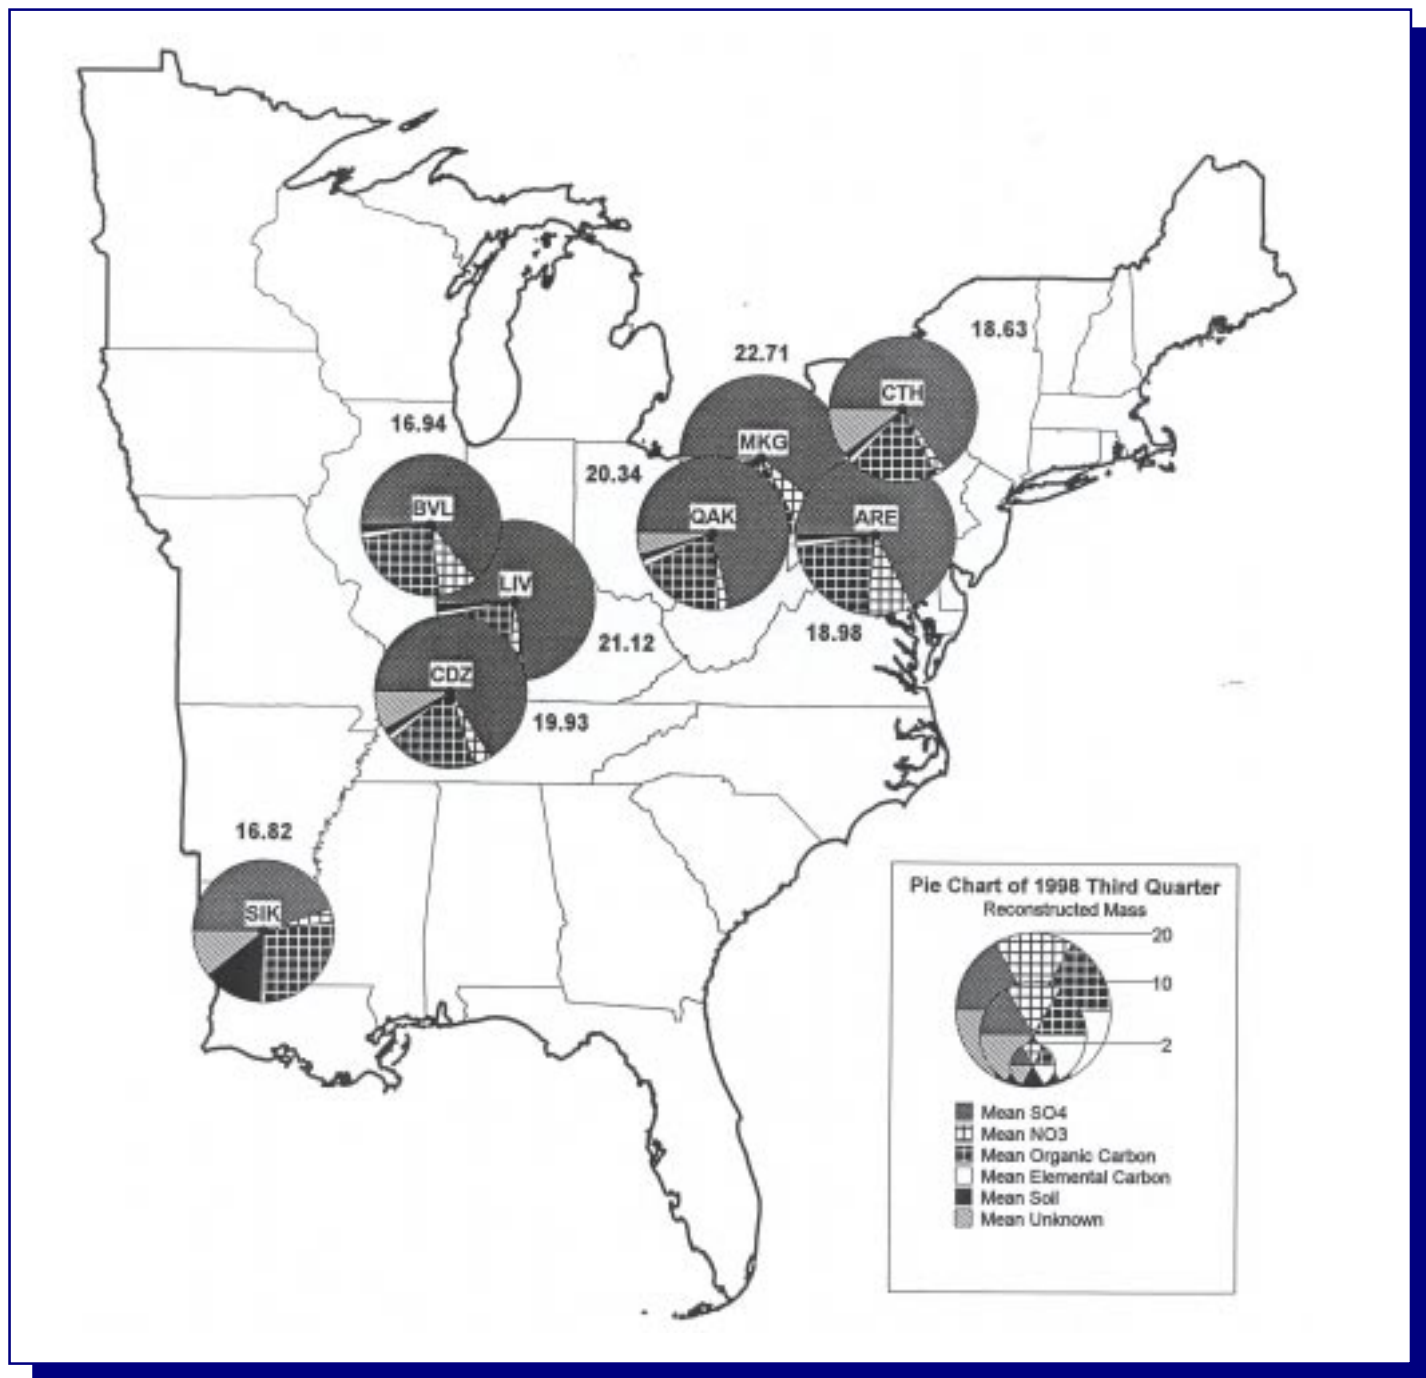 18.63
22.71
CTH
16.94
MKG
20.34
BVL
QAK
ARE
LIV
21.12
18.98
CDZ
19.93
16.82
SIK
Pie Chart of 1998 Third Quarter
Reconstructed Mass
20
10
2
Mean SO4
Mean NO3
Mean Organic Carbon
Mean Elemental Carbon
Mean Soil
Mean Unknown